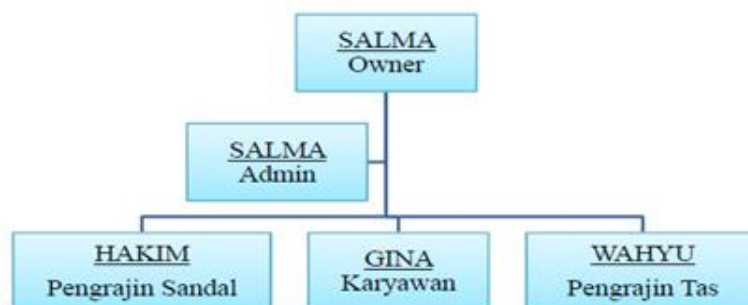 SALMA
Owner
SALMA
Admin
HAKIM
Pengrajin Sandal
GINA
Karyawan
WAHYU
Pengrajin Tas